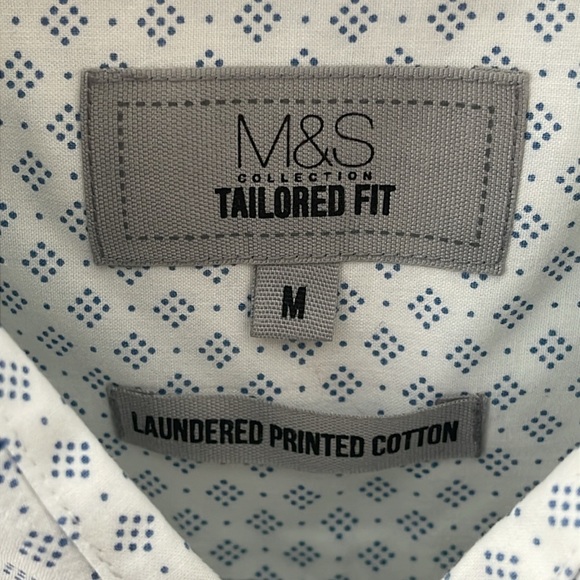 M&S
COLLECTION
TAILORED FIT
M
LAUNDERED PRINTED COTTON